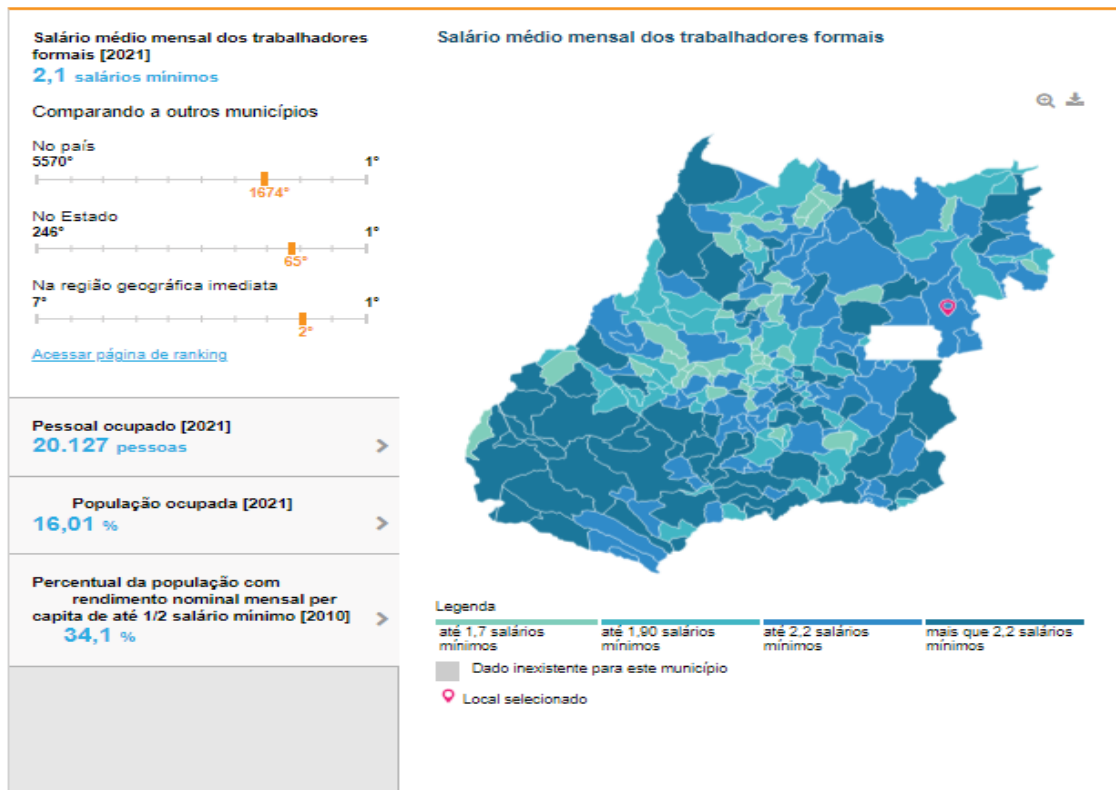 Salário médio mensal dos trabalhadores
formais [2021]
2,1 salários mínimos
Comparando a outros municípios
No país
5570° 1°
1674°
No Estado
246° 1°
65°
Na região geográfica imediata
7° 1°
2°
Acessar página de ranking
Pessoal ocupado [2021]
20.127 pessoas
População ocupada [2021]
16,01 %
Percentual da população com
rendimento nominal mensal per
capita de até 1/2 salário mínimo [2010]
34,1 %
Salário médio mensal dos trabalhadores formais
Legenda
até 1,7 salários mínimos
até 1,90 salários mínimos
até 2,2 salários mínimos
mais que 2,2 salários mínimos
Dado inexistente para este município
Local selecionado